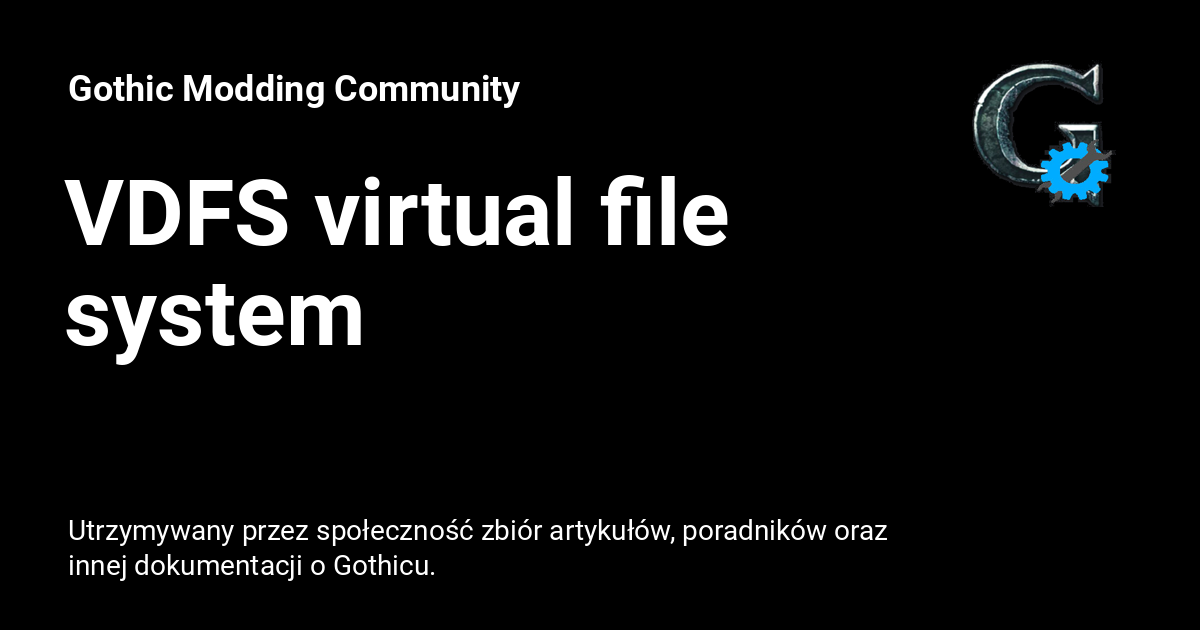 Gothic Modding Community
VDFS virtual file
system
Utrzymywany przez społeczność zbiór artykułów, poradników oraz
innej dokumentacji o Gothicu.